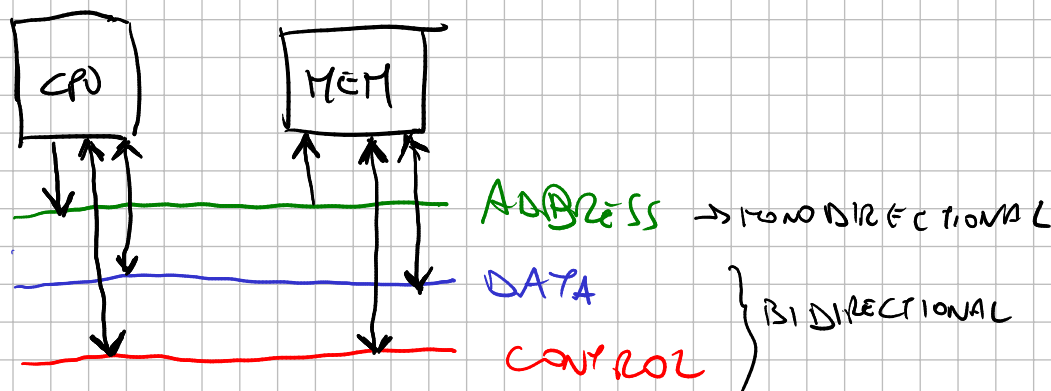 CPU
MEM
ADDRESS → MONODIRECTIONAL
DATA
BIDIRECTIONAL
CONTROL